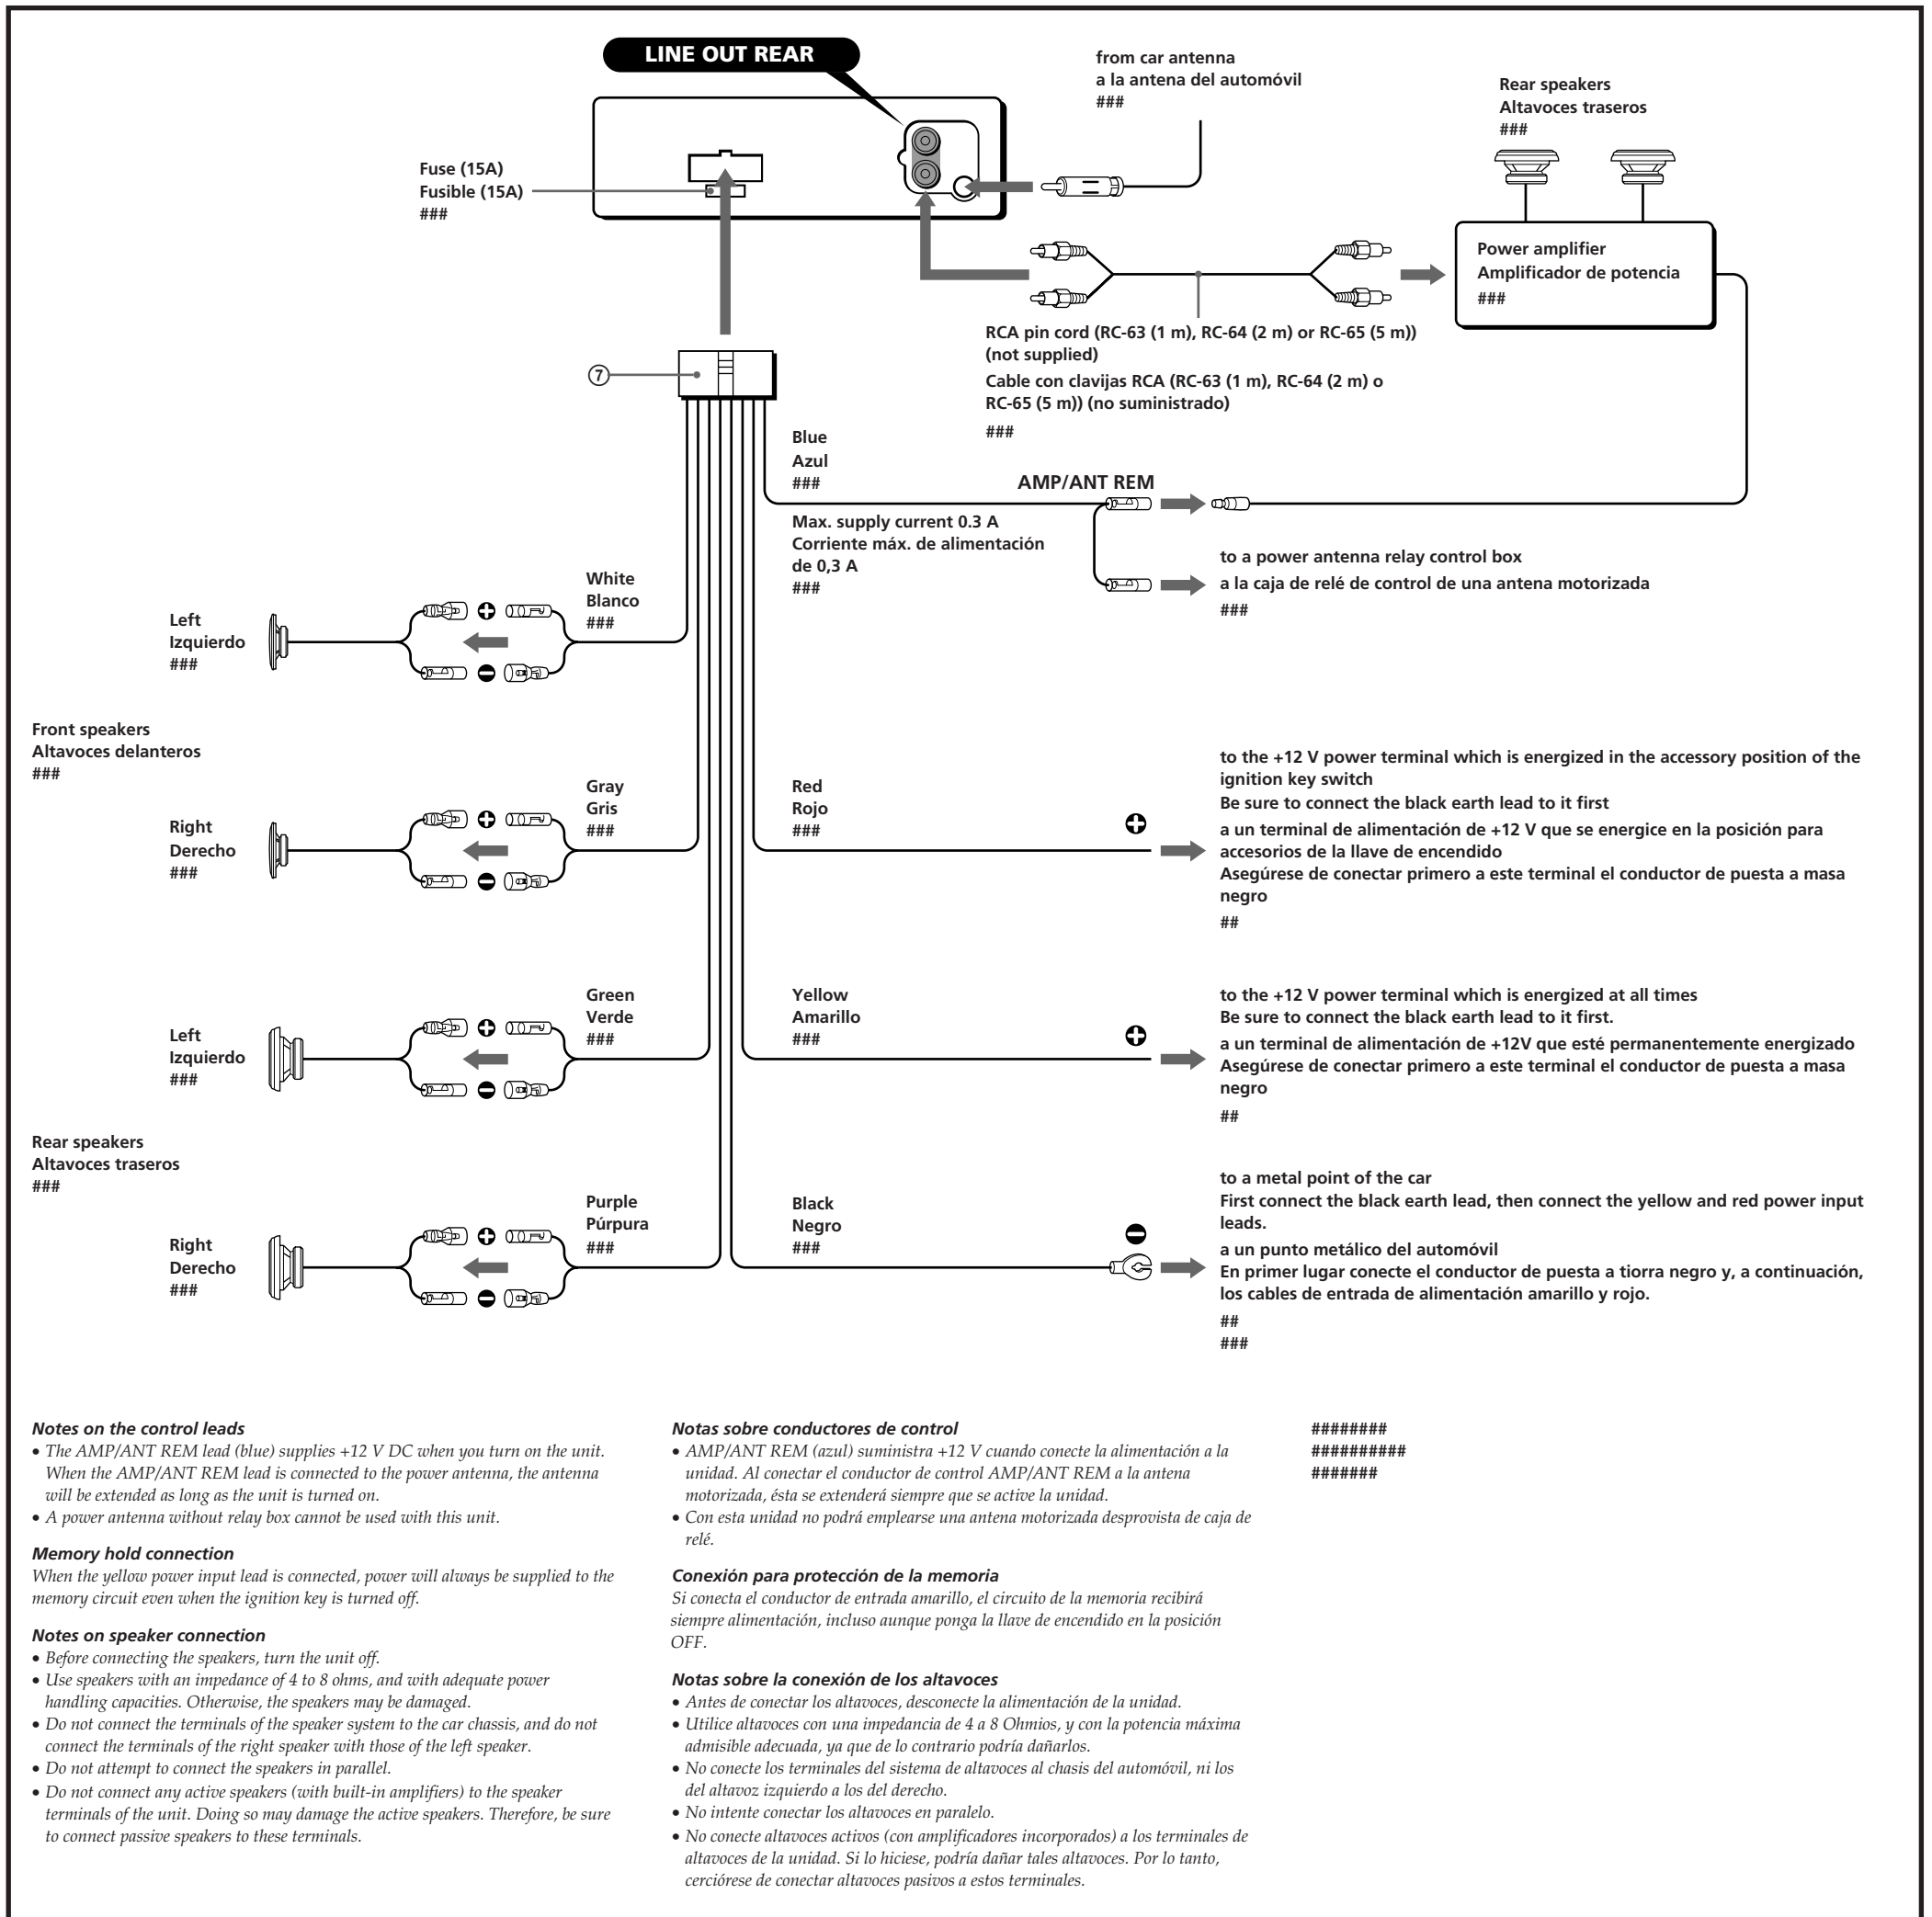 LINE OUT REAR
from car antenna
a la antena del automóvil
###
Rear speakers
Altavoces traseros
###
Fuse (15A)
Fusible (15A)
###
Power amplifier
Amplificador de potencia
###
RCA pin cord (RC-63 (1 m), RC-64 (2 m) or RC-65 (5 m))
(not supplied)
Cable con clavijas RCA (RC-63 (1 m), RC-64 (2 m) o
RC-65 (5 m)) (no suministrado)
###
7
Blue
Azul
###
AMP/ANT REM
Max. supply current 0.3 A
Corriente máx. de alimentación
de 0,3 A
###
to a power antenna relay control box
a la caja de relé de control de una antena motorizada
###
White
Blanco
###
Left
Izquierdo
###
Front speakers
Altavoces delanteros
###
Gray
Gris
###
Right
Derecho
###
Red
Rojo
###
to the +12 V power terminal which is energized in the accessory position of the
ignition key switch
Be sure to connect the black earth lead to it first
a un terminal de alimentación de +12 V que se energice en la posición para
accesorios de la llave de encendido
Asegúrese de conectar primero a este terminal el conductor de puesta a masa
negro
##
Green
Verde
###
Left
Izquierdo
###
Yellow
Amarillo
###
to the +12 V power terminal which is energized at all times
Be sure to connect the black earth lead to it first.
a un terminal de alimentación de +12V que esté permanentemente energizado
Asegúrese de conectar primero a este terminal el conductor de puesta a masa
negro
##
Rear speakers
Altavoces traseros
###
Purple
Púrpura
###
Right
Derecho
###
Black
Negro
###
to a metal point of the car
First connect the black earth lead, then connect the yellow and red power input
leads.
a un punto metálico del automóvil
En primer lugar conecte el conductor de puesta a tiorra negro y, a continuación,
los cables de entrada de alimentación amarillo y rojo.
##
###
Notes on the control leads
• The AMP/ANT REM lead (blue) supplies +12 V DC when you turn on the unit.
When the AMP/ANT REM lead is connected to the power antenna, the antenna
will be extended as long as the unit is turned on.
• A power antenna without relay box cannot be used with this unit.
Memory hold connection
When the yellow power input lead is connected, power will always be supplied to the
memory circuit even when the ignition key is turned off.
Notes on speaker connection
• Before connecting the speakers, turn the unit off.
• Use speakers with an impedance of 4 to 8 ohms, and with adequate power
handling capacities. Otherwise, the speakers may be damaged.
• Do not connect the terminals of the speaker system to the car chassis, and do not
connect the terminals of the right speaker with those of the left speaker.
• Do not attempt to connect the speakers in parallel.
• Do not connect any active speakers (with built-in amplifiers) to the speaker
terminals of the unit. Doing so may damage the active speakers. Therefore, be sure
to connect passive speakers to these terminals.
Notas sobre conductores de control
• AMP/ANT REM (azul) suministra +12 V cuando conecte la alimentación a la
unidad. Al conectar el conductor de control AMP/ANT REM a la antena
motorizada, ésta se extenderá siempre que se active la unidad.
• Con esta unidad no podrá emplearse una antena motorizada desprovista de caja de
relé.
Conexión para protección de la memoria
Si conecta el conductor de entrada amarillo, el circuito de la memoria recibirá
siempre alimentación, incluso aunque ponga la llave de encendido en la posición
OFF.
Notas sobre la conexión de los altavoces
• Antes de conectar los altavoces, desconecte la alimentación de la unidad.
• Utilice altavoces con una impedancia de 4 a 8 Ohmios, y con la potencia máxima
admisible adecuada, ya que de lo contrario podría dañarlos.
• No conecte los terminales del sistema de altavoces al chasis del automóvil, ni los
del altavoz izquierdo a los del derecho.
• No intente conectar los altavoces en paralelo.
• No conecte altavoces activos (con amplificadores incorporados) a los terminales de
altavoces de la unidad. Si lo hiciese, podría dañar tales altavoces. Por lo tanto,
cerciórese de conectar altavoces pasivos a estos terminales.
########
##########
#######